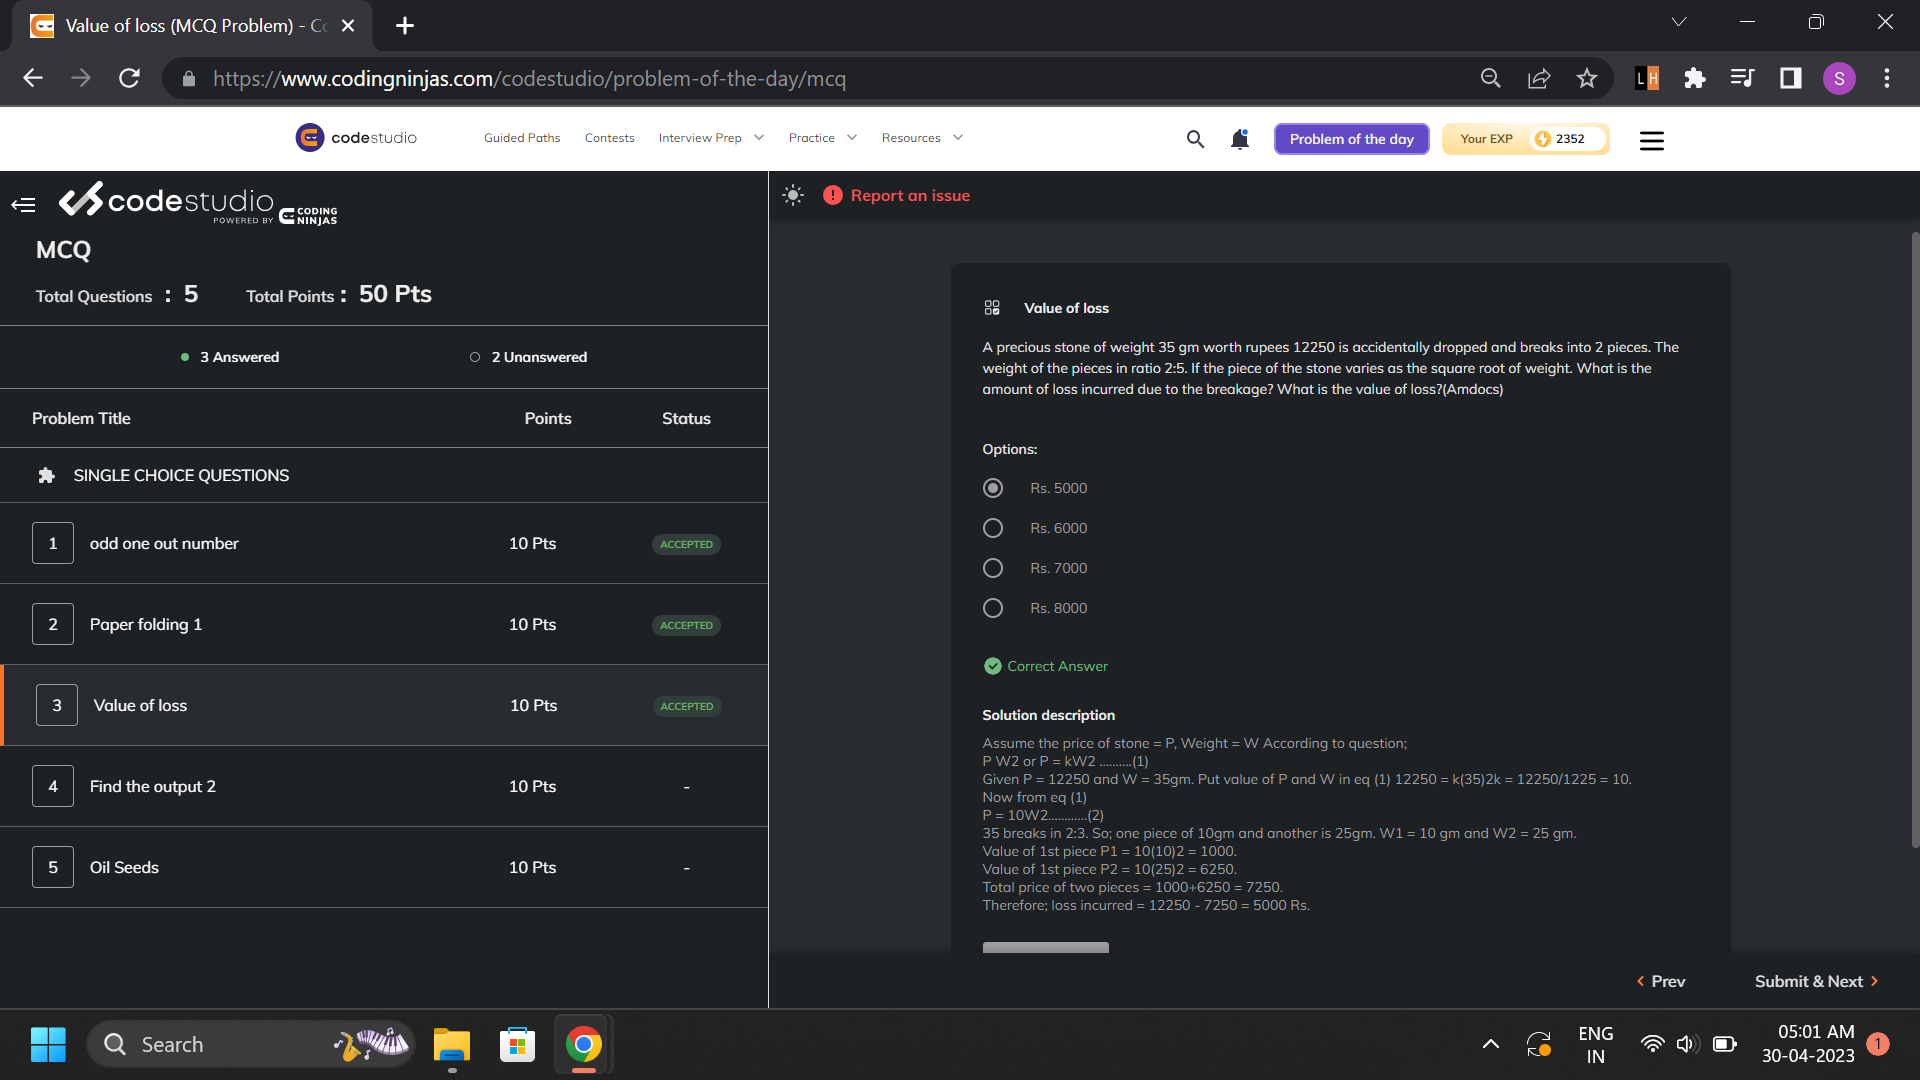 Value of loss (MCQ Problem) - Co
https://www.codingninjas.com/codestudio/problem-of-the-day/mcq
LH
S
codestudio
Guided Paths
Contests
Interview Prep
Practice
Resources
Problem of the day
Your EXP
2352
codestudio
POWERED BY CODING NINJAS
MCQ
Total Questions : 5
Total Points : 50 Pts
3 Answered
2 Unanswered
Problem Title
Points
Status
SINGLE CHOICE QUESTIONS
1
odd one out number
10 Pts
ACCEPTED
2
Paper folding 1
10 Pts
ACCEPTED
3
Value of loss
10 Pts
ACCEPTED
4
Find the output 2
10 Pts
-
5
Oil Seeds
10 Pts
-
Report an issue
Value of loss
A precious stone of weight 35 gm worth rupees 12250 is accidentally dropped and breaks into 2 pieces. The
weight of the pieces in ratio 2:5. If the piece of the stone varies as the square root of weight. What is the
amount of loss incurred due to the breakage? What is the value of loss?(Amdocs)
Options:
Rs. 5000
Rs. 6000
Rs. 7000
Rs. 8000
Correct Answer
Solution description
Assume the price of stone = P, Weight = W According to question;
P W2 or P = kW2 ..........(1)
Given P = 12250 and W = 35gm. Put value of P and W in eq (1) 12250 = k(35)2k = 12250/1225 = 10.
Now from eq (1)
P = 10W2............(2)
35 breaks in 2:3. So; one piece of 10gm and another is 25gm. W1 = 10 gm and W2 = 25 gm.
Value of 1st piece P1 = 10(10)2 = 1000.
Value of 1st piece P2 = 10(25)2 = 6250.
Total price of two pieces = 1000+6250 = 7250.
Therefore; loss incurred = 12250 - 7250 = 5000 Rs.
Prev
Submit & Next
Search
ENG
IN
05:01 AM
30-04-2023
1